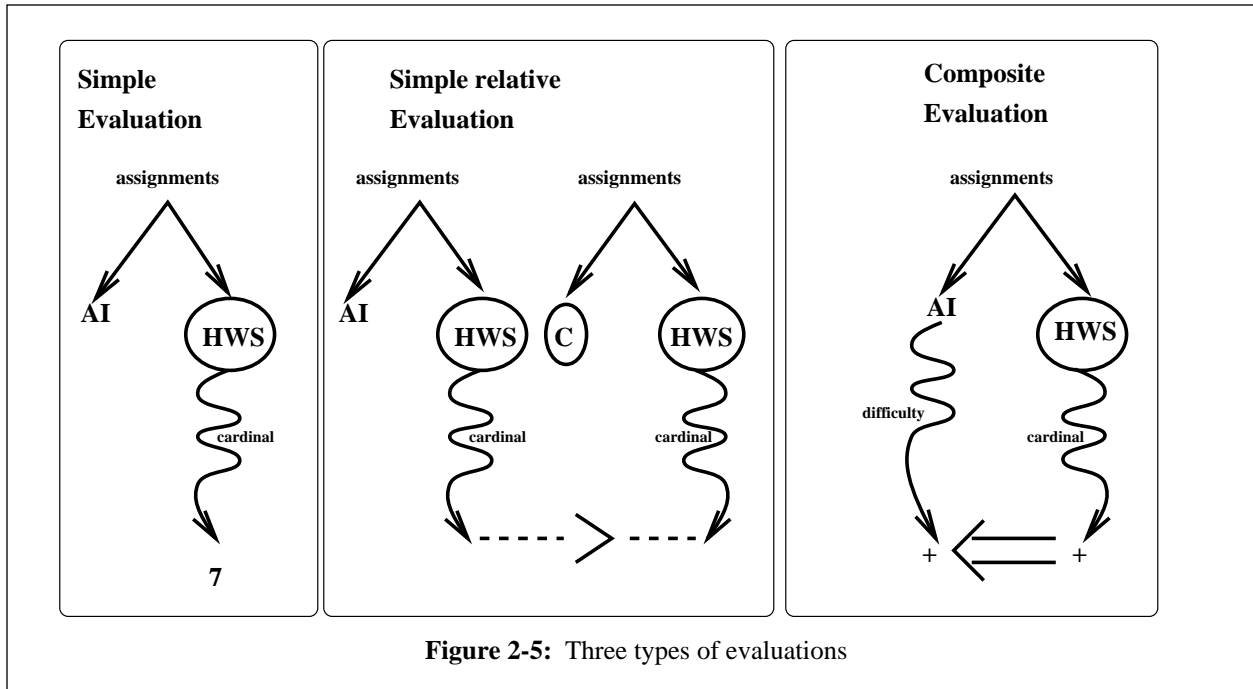 Simple
Evaluation
assignments
AI
HWS
cardinal
7
Simple relative
Evaluation
assignments
assignments
AI
HWS
C
HWS
cardinal
cardinal
Composite
Evaluation
assignments
AI
HWS
difficulty
cardinal
+
+
Figure 2-5: Three types of evaluations